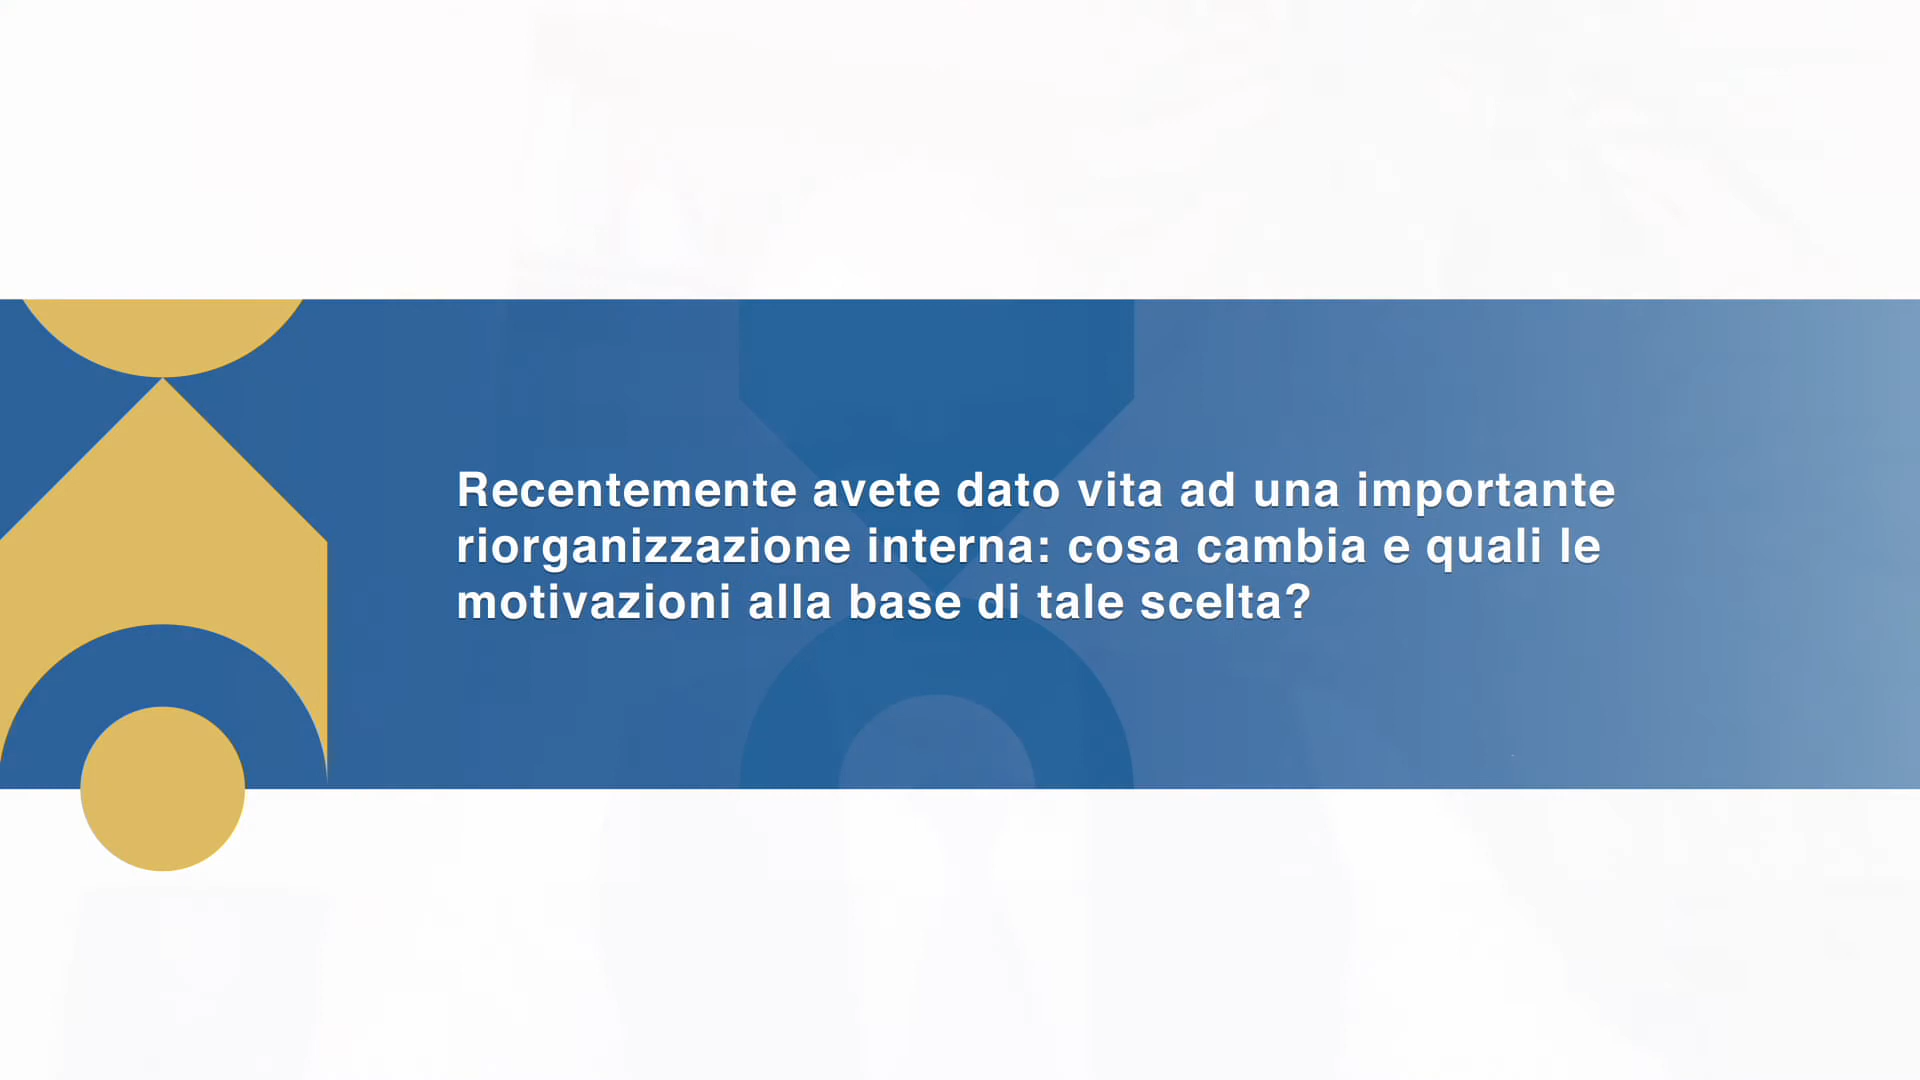 Recentemente avete dato vita ad una importante
riorganizzazione interna: cosa cambia e quali le
motivazioni alla base di tale scelta?